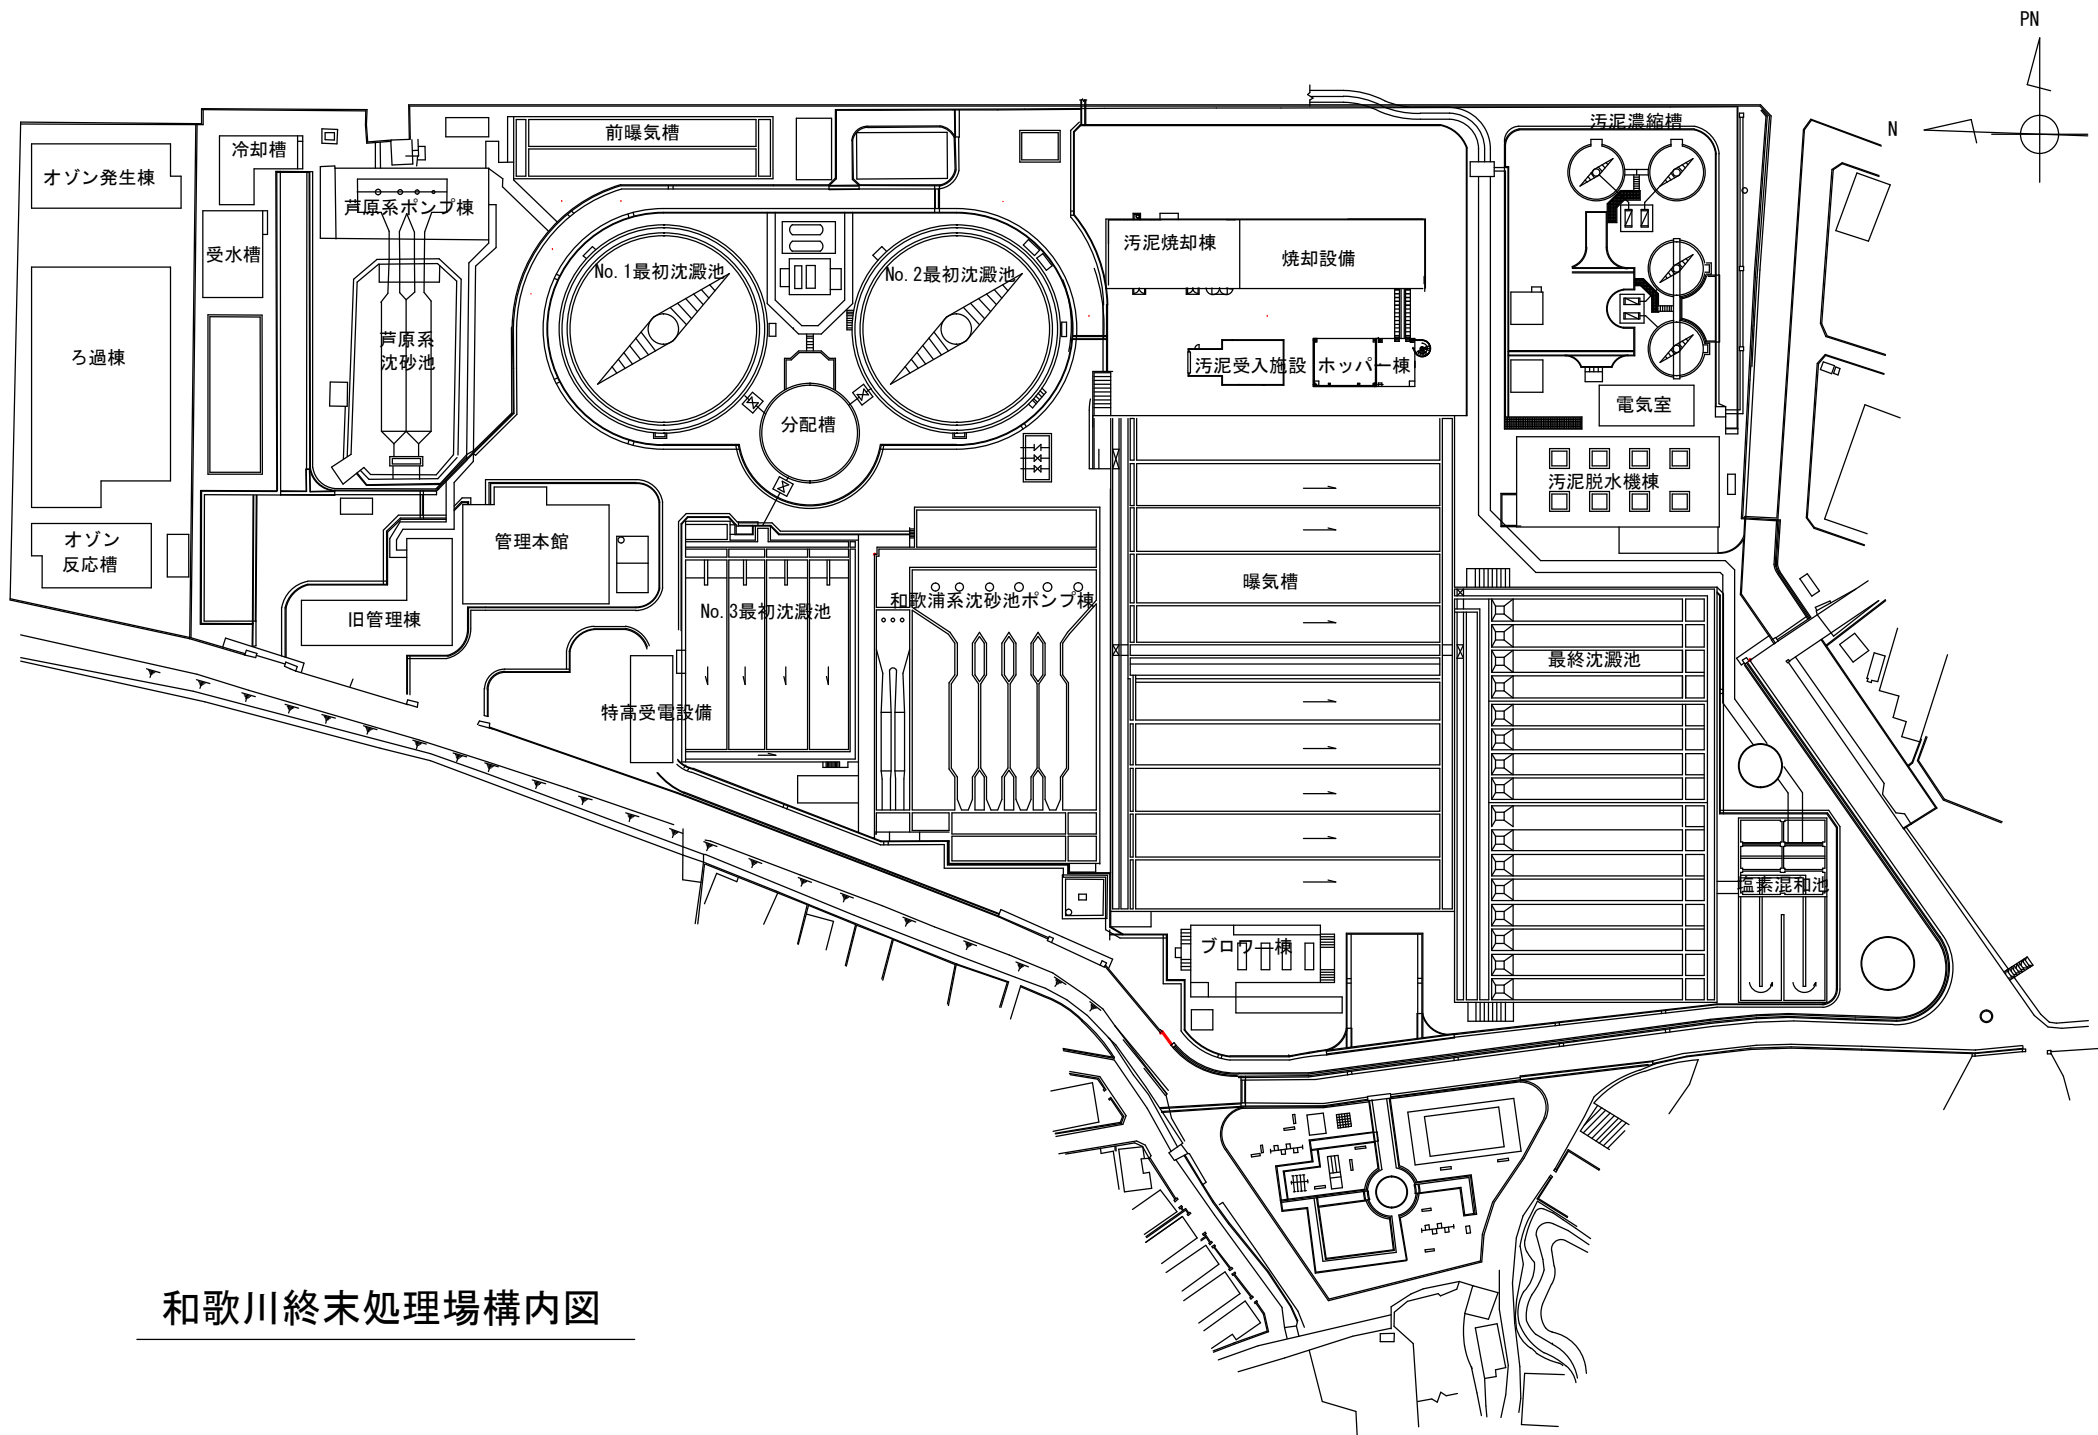 PN
N
前曝気槽
汚泥濃縮槽
冷却槽
オゾン発生棟
芦原系ポンプ棟
受水槽
No.1最初沈澱池
No.2最初沈澱池
汚泥焼却棟
焼却設備
ろ過棟
芦原系
沈砂池
汚泥受入施設
ホッパー棟
電気室
分配槽
汚泥脱水機棟
オゾン
反応槽
管理本館
曝気槽
和歌浦系沈砂池ポンプ棟
No.3最初沈澱池
旧管理棟
最終沈澱池
特高受電設備
塩素混和池
ブロワー棟
和歌川終末処理場構内図